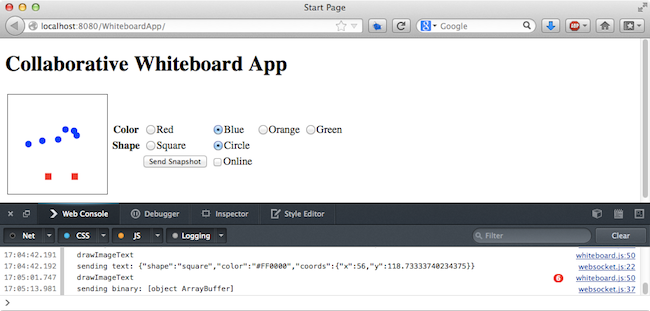 Start Page
localhost:8080/WhiteboardApp/
Google
ABP
Collaborative Whiteboard App
Color Red Blue Orange Green
Shape Square Circle
Send Snapshot Online
Web Console Debugger Inspector Style Editor
Net CSS JS Logging Filter Clear
17:04:42.191 drawImageText whiteboard.js:50
17:04:42.192 sending text: {"shape":"square","color":"#FF0000","coords":{"x":56,"y":118.73333740234375}} websocket.js:22
17:05:01.747 drawImageText 6 whiteboard.js:50
17:05:13.981 sending binary: [object ArrayBuffer] websocket.js:37
>